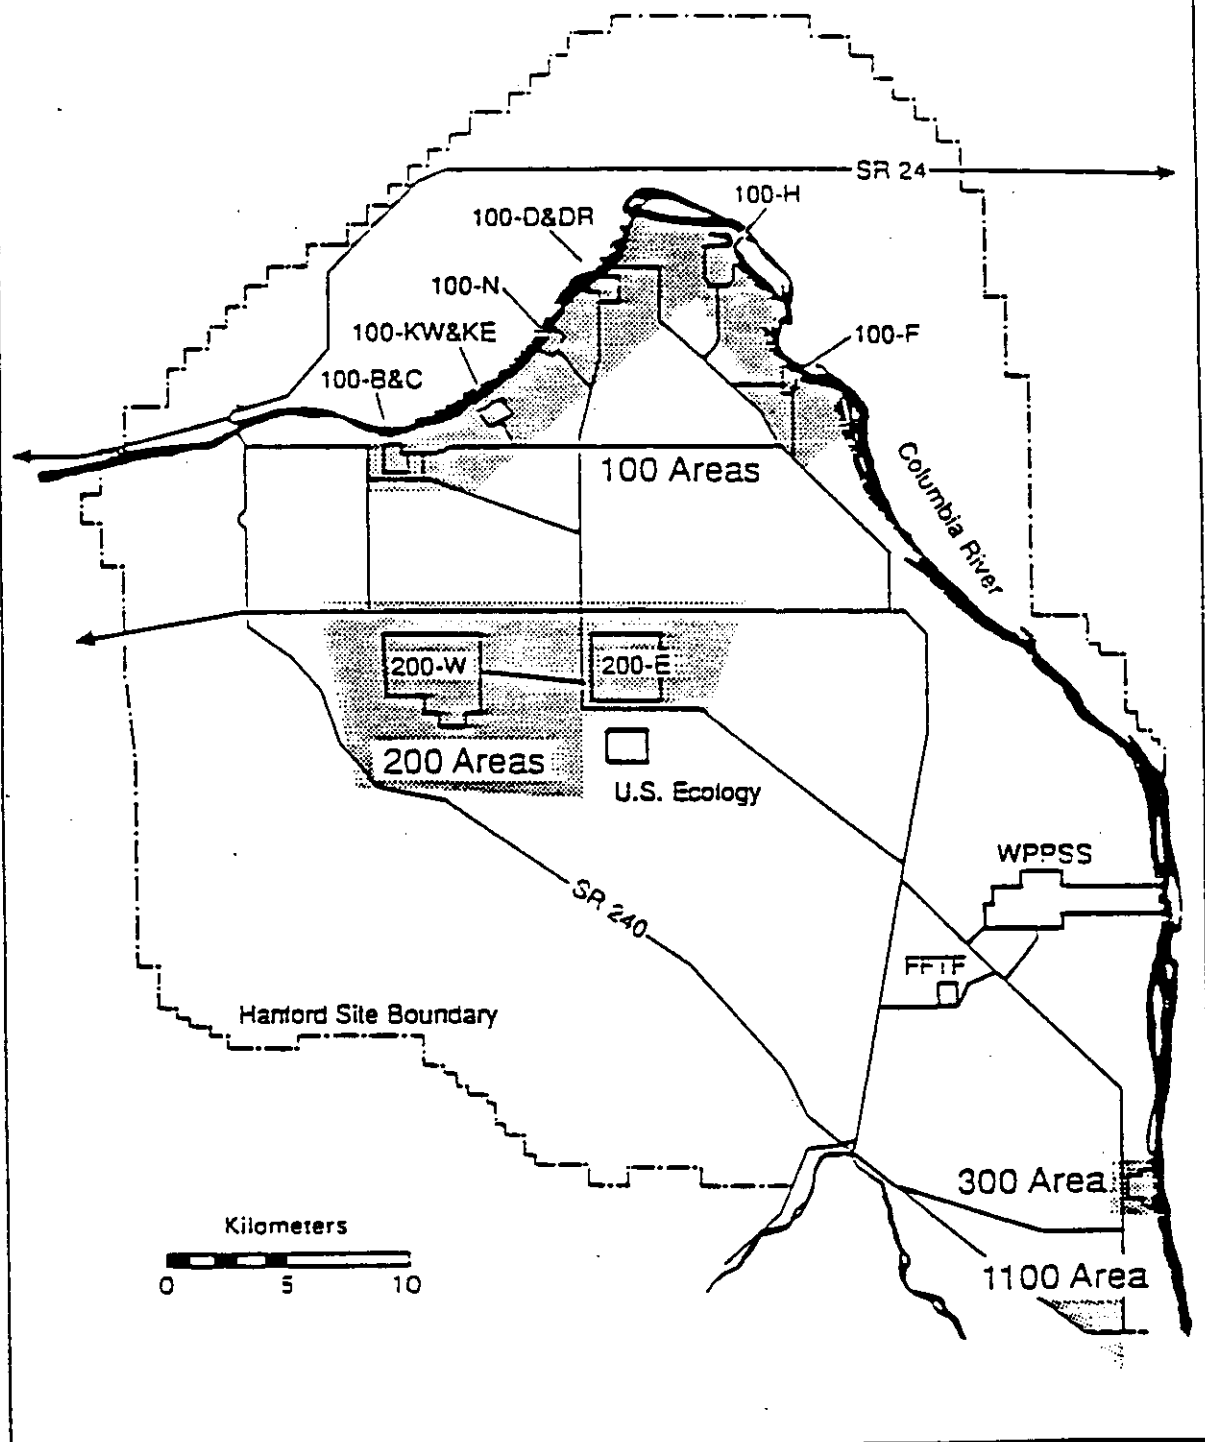 SR 24
100-H
100-D&DR
100-N
100-KW&KE
100-F
100-B&C
100 Areas
Columbia River
200-W
200-E
200 Areas
U.S. Ecology
WPPSS
SR 240
FFTF
Hanford Site Boundary
300 Area
Kilometers
0 5 10
1100 Area